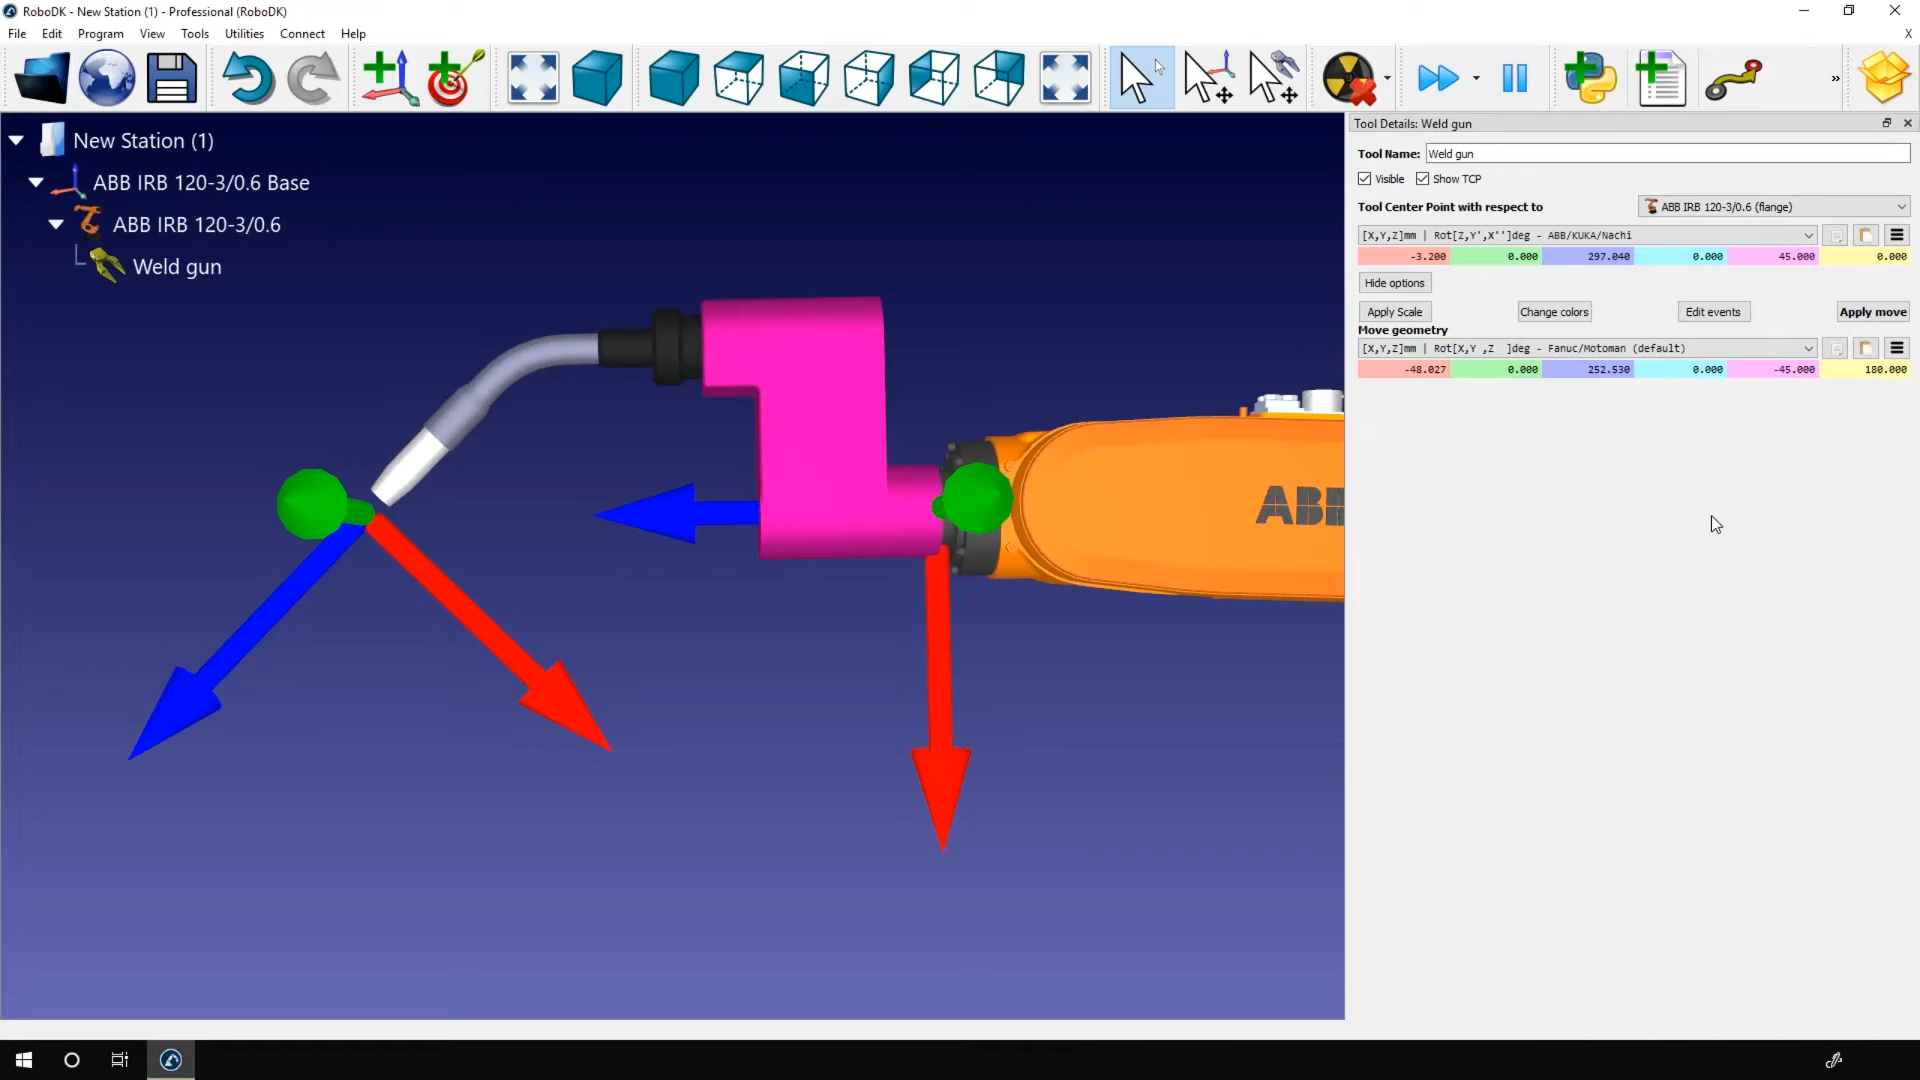 RoboDK - New Station (1) - Professional (RoboDK)
File Edit Program View Tools Utilities Connect Help X
»
New Station (1)
ABB IRB 120-3/0.6 Base
ABB IRB 120-3/0.6
Weld gun
ABB
Tool Details: Weld gun
Tool Name: Weld gun
Visible Show TCP
Tool Center Point with respect to ABB IRB 120-3/0.6 (flange)
[X,Y,Z]mm | Rot[Z,Y',X'']deg - ABB/KUKA/Nachi
-3.200 0.000 297.040 0.000 45.000 0.000
Hide options
Apply Scale Change colors Edit events Apply move
Move geometry
[X,Y,Z]mm | Rot[X,Y ,Z ]deg - Fanuc/Motoman (default)
-48.027 0.000 252.530 0.000 -45.000 180.000